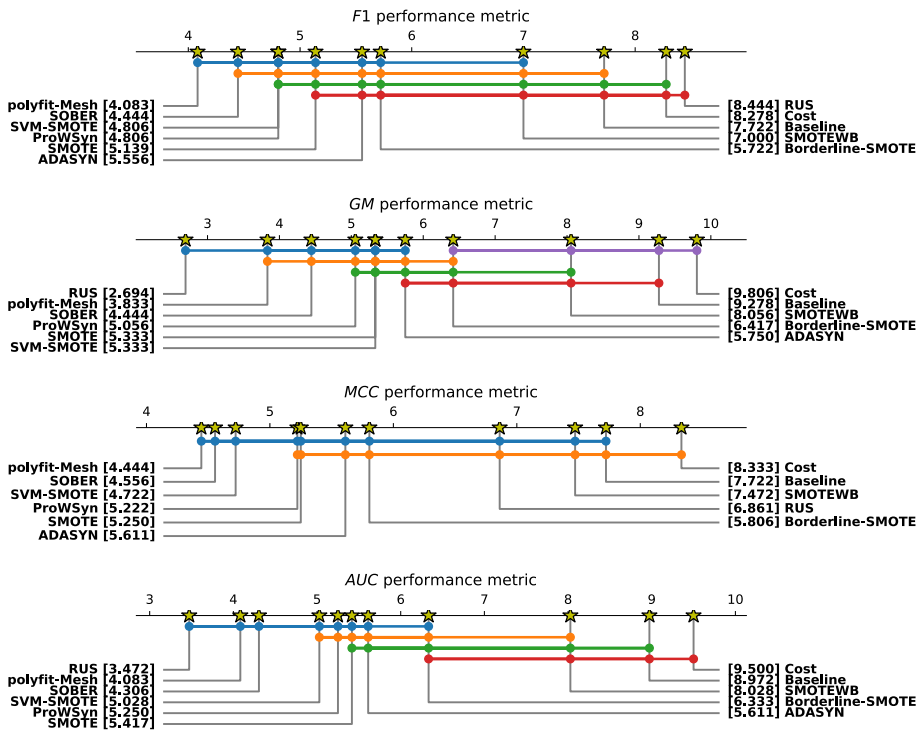 F1 performance metric
4 5 6 7 8
polyfit-Mesh [4.083] [8.444] RUS
SOBER [4.444] [8.278] Cost
SVM-SMOTE [4.806] [7.722] Baseline
ProWSyn [4.806] [7.000] SMOTEWB
SMOTE [5.139] [5.722] Borderline-SMOTE
ADASYN [5.556]
GM performance metric
3 4 5 6 7 8 9 10
RUS [2.694] [9.806] Cost
polyfit-Mesh [3.833] [9.278] Baseline
SOBER [4.444] [8.056] SMOTEWB
ProWSyn [5.056] [6.417] Borderline-SMOTE
SMOTE [5.333] [5.750] ADASYN
SVM-SMOTE [5.333]
MCC performance metric
4 5 6 7 8
polyfit-Mesh [4.444] [8.333] Cost
SOBER [4.556] [7.722] Baseline
SVM-SMOTE [4.722] [7.472] SMOTEWB
ProWSyn [5.222] [6.861] RUS
SMOTE [5.250] [5.806] Borderline-SMOTE
ADASYN [5.611]
AUC performance metric
3 4 5 6 7 8 9 10
RUS [3.472] [9.500] Cost
polyfit-Mesh [4.083] [8.972] Baseline
SOBER [4.306] [8.028] SMOTEWB
SVM-SMOTE [5.028] [6.333] Borderline-SMOTE
ProWSyn [5.250] [5.611] ADASYN
SMOTE [5.417]